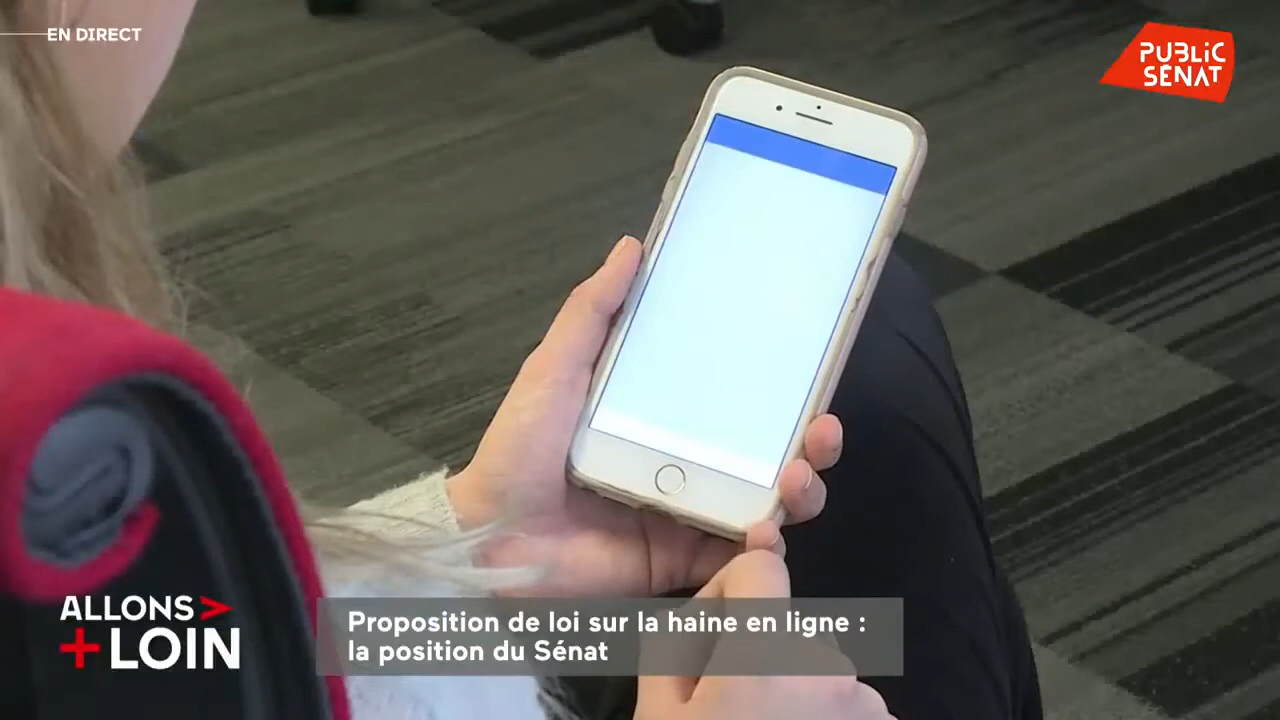 EN DIRECT
PUBLIC
SÉNAT
ALLONS>
+LOIN
Proposition de loi sur la haine en ligne :
la position du Sénat